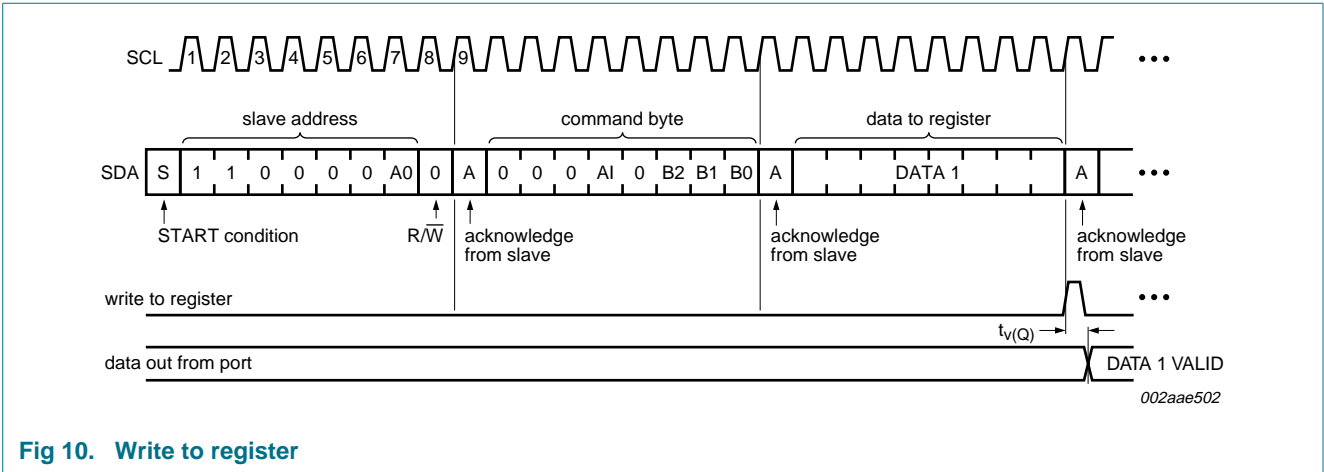 SCL 1 2 3 4 5 6 7 8 9 •••
slave address command byte data to register
SDA S 1 1 0 0 0 0 A0 0 A 0 0 0 AI 0 B2 B1 B0 A DATA 1 A •••
START condition R/W̅ acknowledge from slave acknowledge from slave acknowledge from slave
write to register •••
tv(Q)
data out from port DATA 1 VALID
002aae502
Fig 10. Write to register